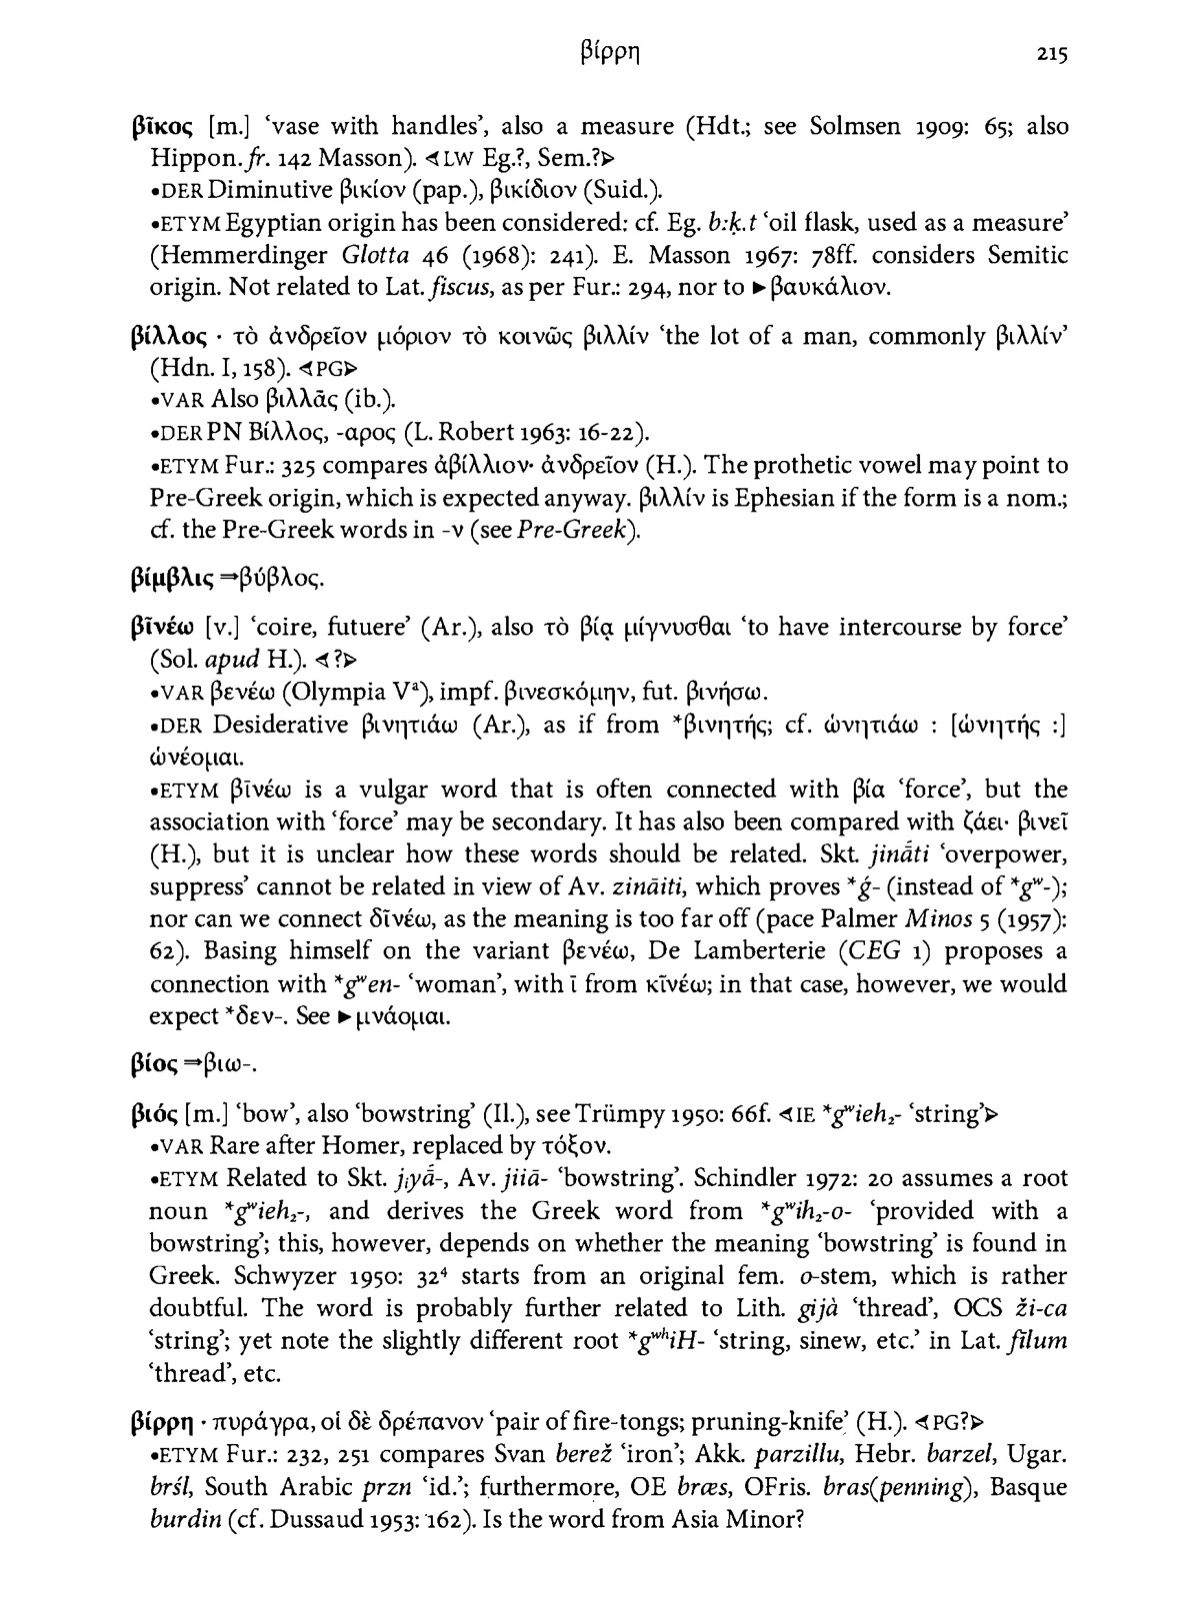 βίρρη 215
βῖκος [m.] ‘vase with handles’, also a measure (Hdt.; see Solmsen 1909: 65; also
Hippon. fr. 142 Masson). ⊲LW Eg.?, Sem.?⊳
•DER Diminutive βικίον (pap.), βικίδιον (Suid.).
•ETYM Egyptian origin has been considered: cf. Eg. b:ḳ.t ‘oil flask, used as a measure’
(Hemmerdinger Glotta 46 (1968): 241). E. Masson 1967: 78ff. considers Semitic
origin. Not related to Lat. fiscus, as per Fur.: 294, nor to ►βαυκάλιον.
βίλλος · τὸ ἀνδρεῖον μόριον τὸ κοινῶς βιλλίν ‘the lot of a man, commonly βιλλίν’
(Hdn. I, 158). ⊲PG⊳
•VAR Also βιλλᾶς (ib.).
•DER PN Βίλλος, -αρος (L. Robert 1963: 16-22).
•ETYM Fur.: 325 compares ἀβίλλιον· ἀνδρεῖον (H.). The prothetic vowel may point to
Pre-Greek origin, which is expected anyway. βιλλίν is Ephesian if the form is a nom.;
cf. the Pre-Greek words in -ν (see Pre-Greek).
βίμβλις ⇒βύβλος.
βῑνέω [v.] ‘coire, futuere’ (Ar.), also τὸ βίᾳ μίγνυσθαι ‘to have intercourse by force’
(Sol. apud H.). ⊲?⊳
•VAR βενέω (Olympia Vᵃ), impf. βινεσκόμην, fut. βινήσω.
•DER Desiderative βινητιάω (Ar.), as if from *βινητής; cf. ὠνητιάω : [ὠνητής :]
ὠνέομαι.
•ETYM βῑνέω is a vulgar word that is often connected with βία ‘force’, but the
association with ‘force’ may be secondary. It has also been compared with ζάει· βινεῖ
(H.), but it is unclear how these words should be related. Skt. jinā́ti ‘overpower,
suppress’ cannot be related in view of Av. zināiti, which proves *ǵ- (instead of *gʷ-);
nor can we connect δῑνέω, as the meaning is too far off (pace Palmer Minos 5 (1957):
62). Basing himself on the variant βενέω, De Lamberterie (CEG 1) proposes a
connection with *gʷen- ‘woman’, with ῑ from κῑνέω; in that case, however, we would
expect *δεν-. See ►μνάομαι.
βίος ⇒βιω-.
βιός [m.] ‘bow’, also ‘bowstring’ (Il.), see Trümpy 1950: 66f. ⊲IE *gʷieh₂- ‘string’⊳
•VAR Rare after Homer, replaced by τόξον.
•ETYM Related to Skt. jᵢyā́-, Av. jiiā- ‘bowstring’. Schindler 1972: 20 assumes a root
noun *gʷieh₂-, and derives the Greek word from *gʷih₂-o- ‘provided with a
bowstring’; this, however, depends on whether the meaning ‘bowstring’ is found in
Greek. Schwyzer 1950: 32⁴ starts from an original fem. o-stem, which is rather
doubtful. The word is probably further related to Lith. gijà ‘thread’, OCS ži-ca
‘string’; yet note the slightly different root *gʷʰiH- ‘string, sinew, etc.’ in Lat. fīlum
‘thread’, etc.
βίρρη · πυράγρα, οἱ δὲ δρέπανον ‘pair of fire-tongs; pruning-knife’ (H.). ⊲PG?⊳
•ETYM Fur.: 232, 251 compares Svan berež ‘iron’; Akk. parzillu, Hebr. barzel, Ugar.
brśl, South Arabic przn ‘id.’; furthermore, OE bræs, OFris. bras(penning), Basque
burdin (cf. Dussaud 1953: 162). Is the word from Asia Minor?